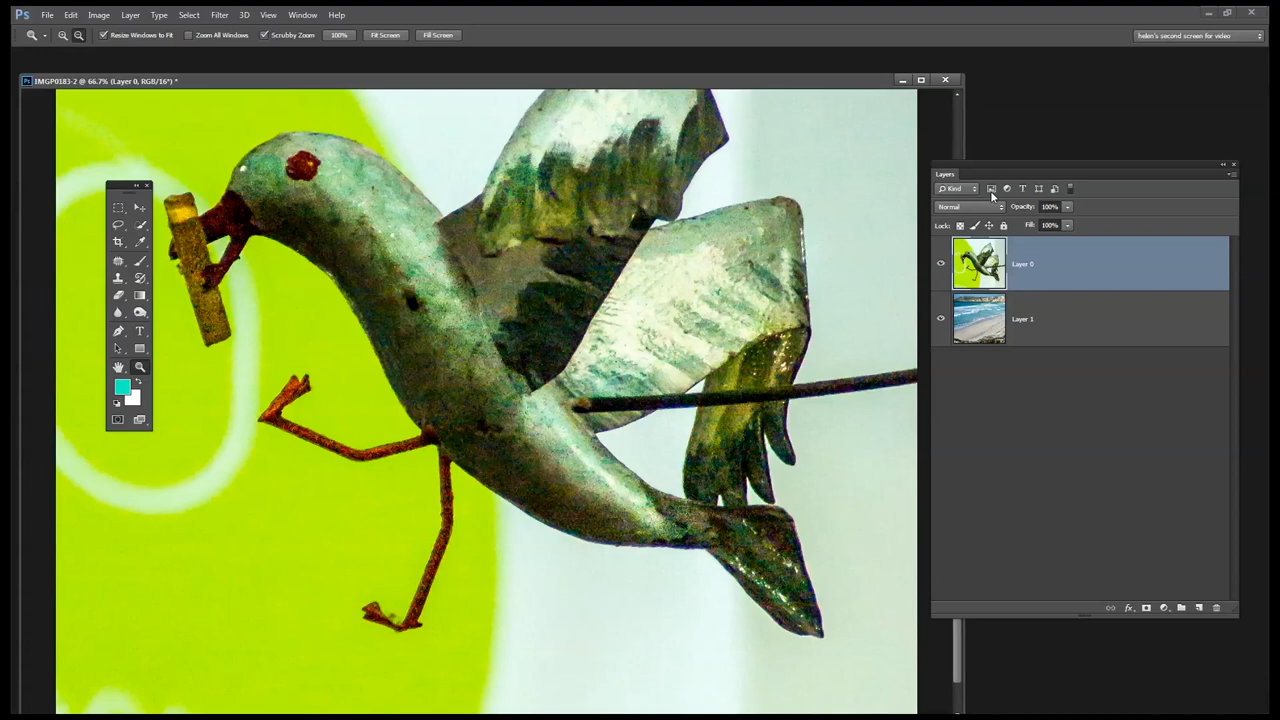 Ps File Edit Image Layer Type Select Filter 3D View Window Help
Resize Windows to Fit Zoom All Windows Scrubby Zoom 100% Fit Screen Fill Screen helen's second screen for video
Ps IMGP0183-2 @ 66.7% (Layer 0, RGB/16*) *
Layers
Kind T
Normal Opacity: 100%
Lock: Fill: 100%
Layer 0
Layer 1
T
fx